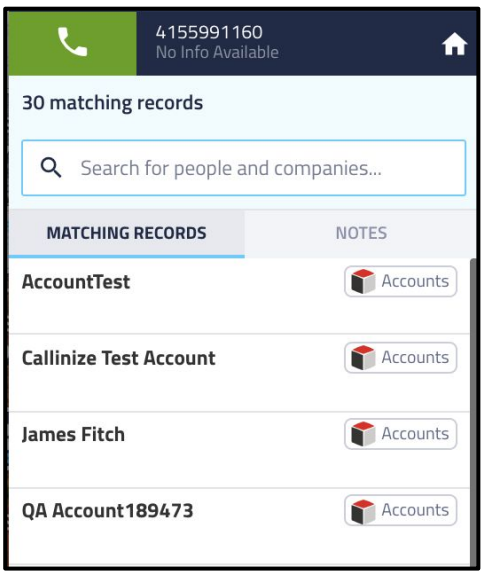 4155991160
No Info Available
30 matching records
Search for people and companies...
MATCHING RECORDS NOTES
AccountTest Accounts
Callinize Test Account Accounts
James Fitch Accounts
QA Account189473 Accounts